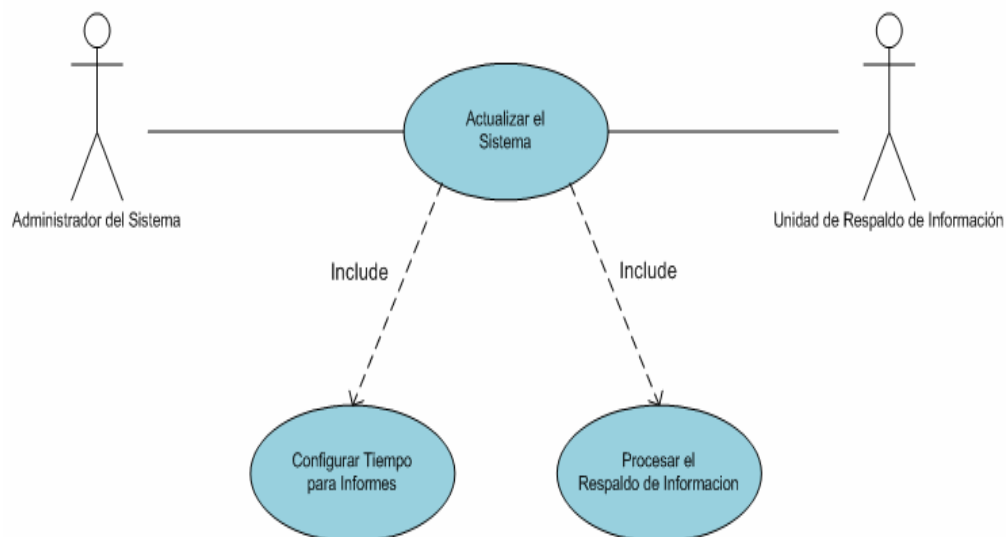 Actualizar el
Sistema
Administrador del Sistema
Unidad de Respaldo de Información
Include
Include
Configurar Tiempo
para Informes
Procesar el
Respaldo de Informacion